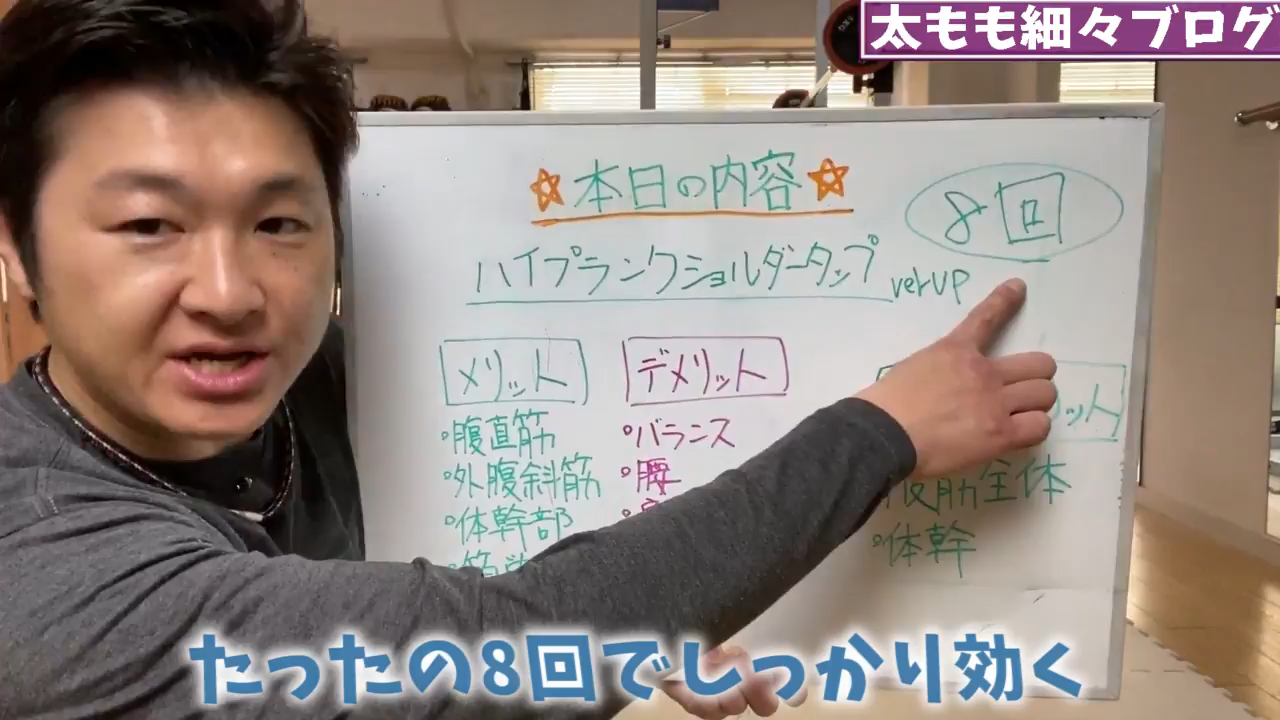 太もも細々ブログ
☆本日の内容☆
8回
ハイプランクショルダータップ verUP
メリット
デメリット
ット
・腹直筋
・外腹斜筋
・体幹部
・バランス
・腰
腹筋全体
・体幹
たったの8回でしっかり効く